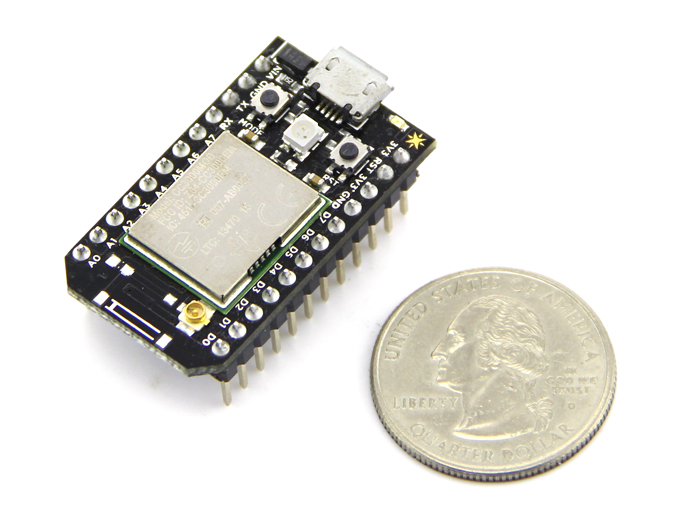 VIN
GND
TX
RX
A7
A6
A5
A4
A3
A2
A1
A0
MODE
3V3
RST
3V3*
GND
D7
D6
D5
D4
D3
D2
D1
D0
UNITED STATES OF AMERICA
LIBERTY
IN GOD WE
TRUST
QUARTER DOLLAR